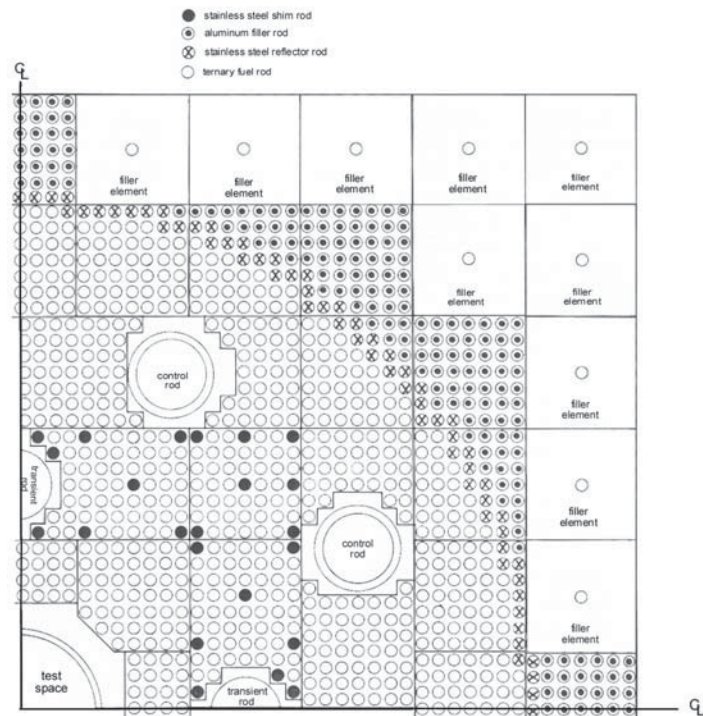 stainless steel shim rod
aluminum filler rod
stainless steel reflector rod
ternary fuel rod
℄
filler
element
filler
element
filler
element
filler
element
filler
element
filler
element
filler
element
control
rod
filler
element
transient
rod
filler
element
control
rod
filler
element
test
space
transient
rod
℄